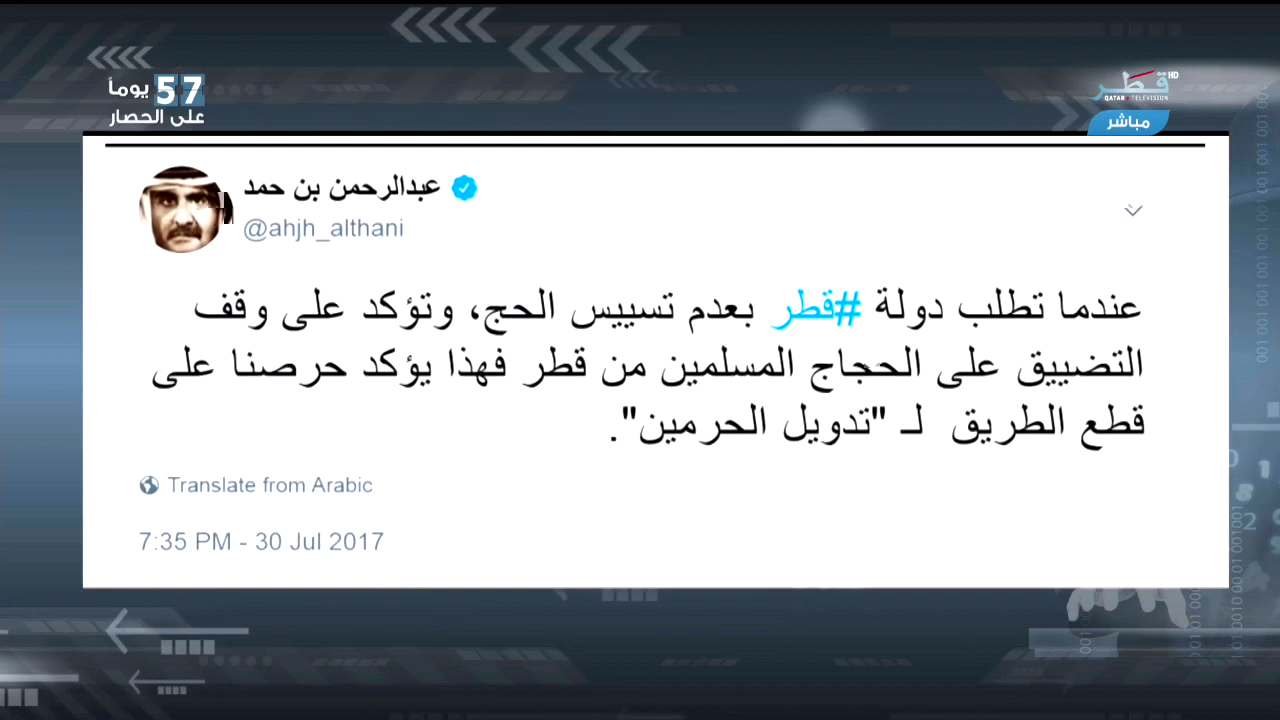 57 يوماً
على الحصار
قطر HD
QATAR TELEVISION
مباشر
عبدالرحمن بن حمد
@ahjh_althani
عندما تطلب دولة #قطر بعدم تسييس الحج، وتؤكد على وقف
التضييق على الحجاج المسلمين من قطر فهذا يؤكد حرصنا على
قطع الطريق لـ "تدويل الحرمين".
Translate from Arabic
7:35 PM - 30 Jul 2017